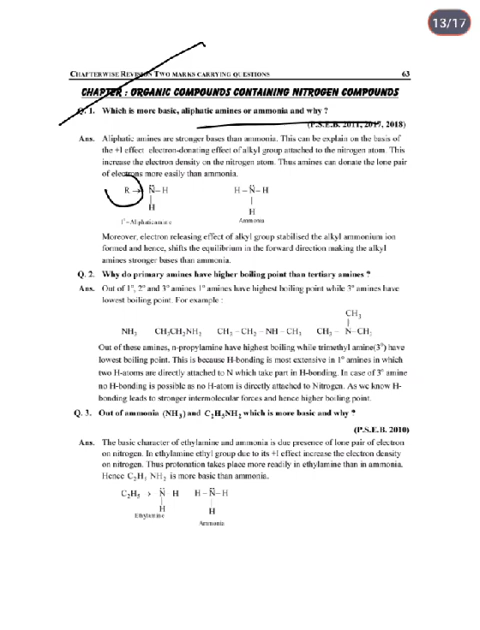 13/17
CHAPTERWISE REVISION TWO MARKS CARRYING QUESTIONS 63
CHAPTER : ORGANIC COMPOUNDS CONTAINING NITROGEN COMPOUNDS
Q. 1. Which is more basic, aliphatic amines or ammonia and why ?
(P.S.E.B. 2011, 2017, 2018)
Ans. Aliphatic amines are stronger bases than ammonia. This can be explain on the basis of
the +I effect electron-donating effect of alkyl group attached to the nitrogen atom. This
increase the electron density on the nitrogen atom. Thus amines can donate the lone pair
of electrons more easily than ammonia.
R → N̈ – H H – N̈ – H
| |
H H
1° – Aliphatic amine Ammonia
Moreover, electron releasing effect of alkyl group stabilised the alkyl ammonium ion
formed and hence, shifts the equilibrium in the forward direction making the alkyl
amines stronger bases than ammonia.
Q. 2. Why do primary amines have higher boiling point than tertiary amines ?
Ans. Out of 1°, 2° and 3° amines 1° amines have highest boiling point while 3° amines have
lowest boiling point. For example :
CH₃
|
NH₃ CH₃CH₂NH₂ CH₃ – CH₂ – NH – CH₃ CH₃ – N – CH₃
Out of these amines, n-propylamine have highest boiling while trimethyl amine(3°) have
lowest boiling point. This is because H-bonding is most extensive in 1° amines in which
two H-atoms are directly attached to N which take part in H-bonding. In case of 3° amine
no H-bonding is possible as no H-atom is directly attached to Nitrogen. As we know H-
bonding leads to stronger intermolecular forces and hence higher boiling point.
Q. 3. Out of ammonia (NH₃) and C₂H₅NH₂ which is more basic and why ?
(P.S.E.B. 2010)
Ans. The basic character of ethylamine and ammonia is due presence of lone pair of electron
on nitrogen. In ethylamine ethyl group due to its +I effect increase the electron density
on nitrogen. Thus protonation takes place more readily in ethylamine than in ammonia.
Hence C₂H₅ NH₂ is more basic than ammonia.
C₂H₅ → N̈ H H – N̈ – H
| |
H H
Ethylamine Ammonia